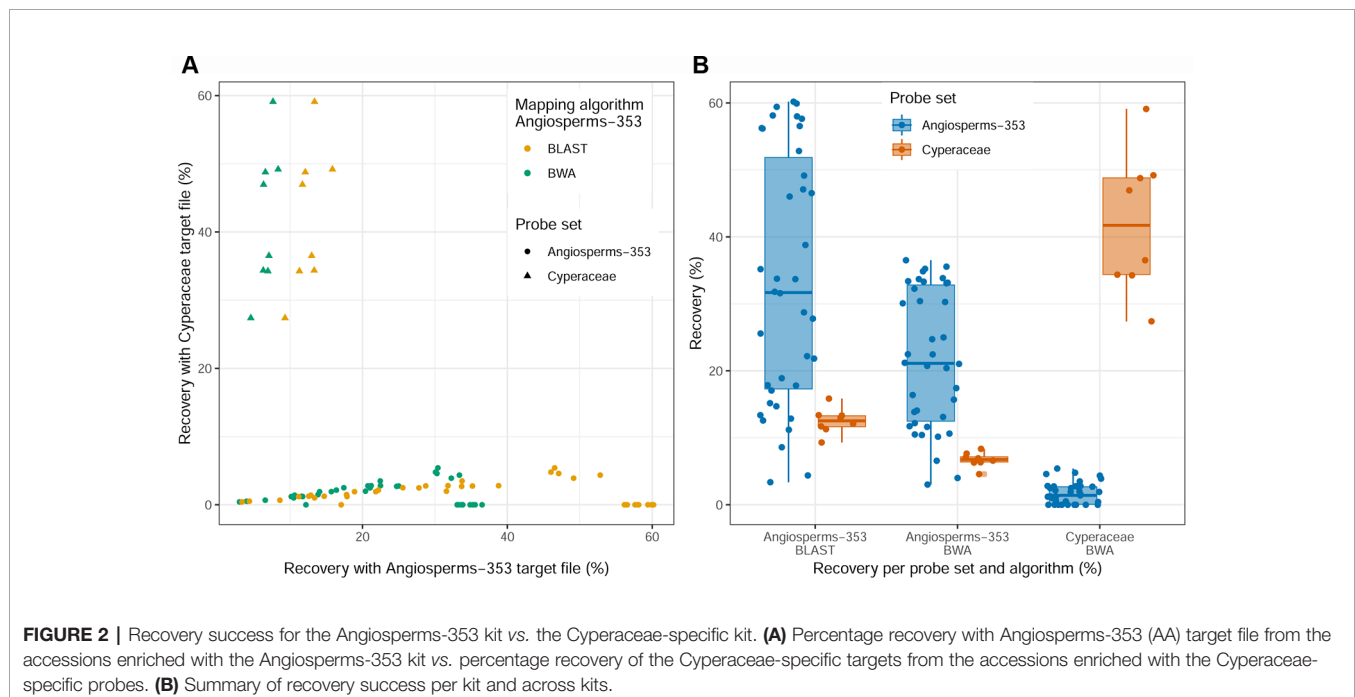 A
60
40
20
0
Recovery with Cyperaceae target file (%)
Mapping algorithm
Angiosperms−353
BLAST
BWA
Probe set
Angiosperms−353
Cyperaceae
20
40
60
Recovery with Angiosperms−353 target file (%)
B
60
40
20
0
Recovery (%)
Probe set
Angiosperms−353
Cyperaceae
Angiosperms−353
BLAST
Angiosperms−353
BWA
Cyperaceae
BWA
Recovery per probe set and algorithm (%)
FIGURE 2 | Recovery success for the Angiosperms-353 kit vs. the Cyperaceae-specific kit. (A) Percentage recovery with Angiosperms-353 (AA) target file from the
accessions enriched with the Angiosperms-353 kit vs. percentage recovery of the Cyperaceae-specific targets from the accessions enriched with the Cyperaceae-
specific probes. (B) Summary of recovery success per kit and across kits.